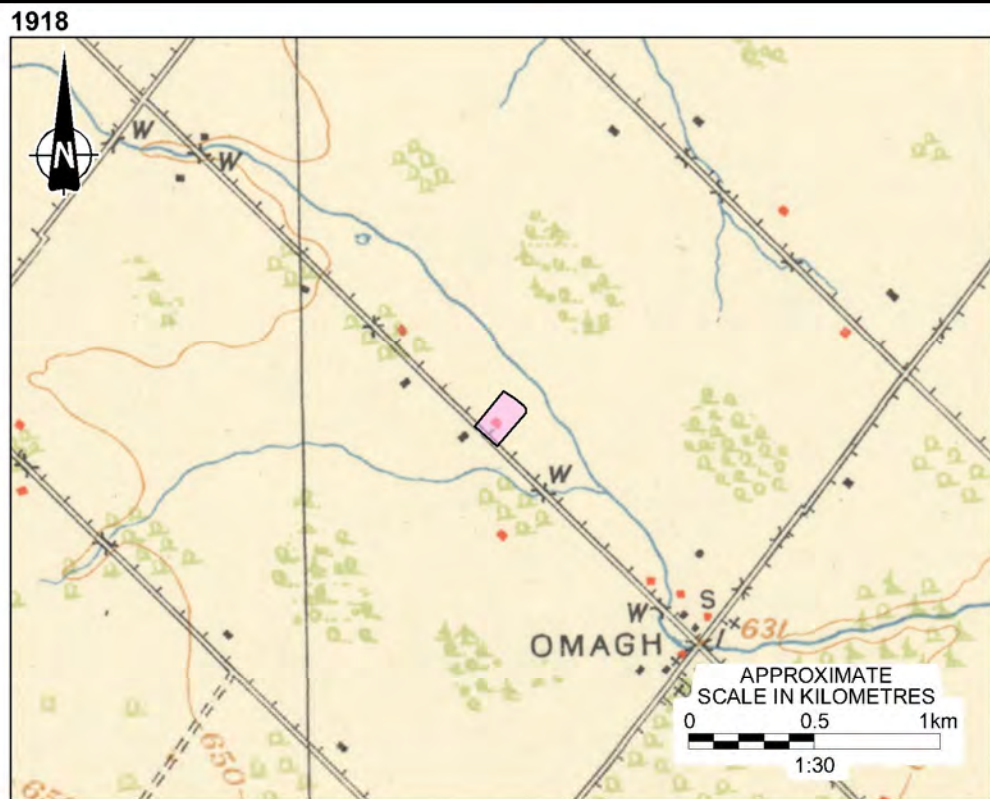 1918
N
W
W
W
S
W
631
OMAGH
APPROXIMATE
SCALE IN KILOMETRES
0 0.5 1km
1:30
650